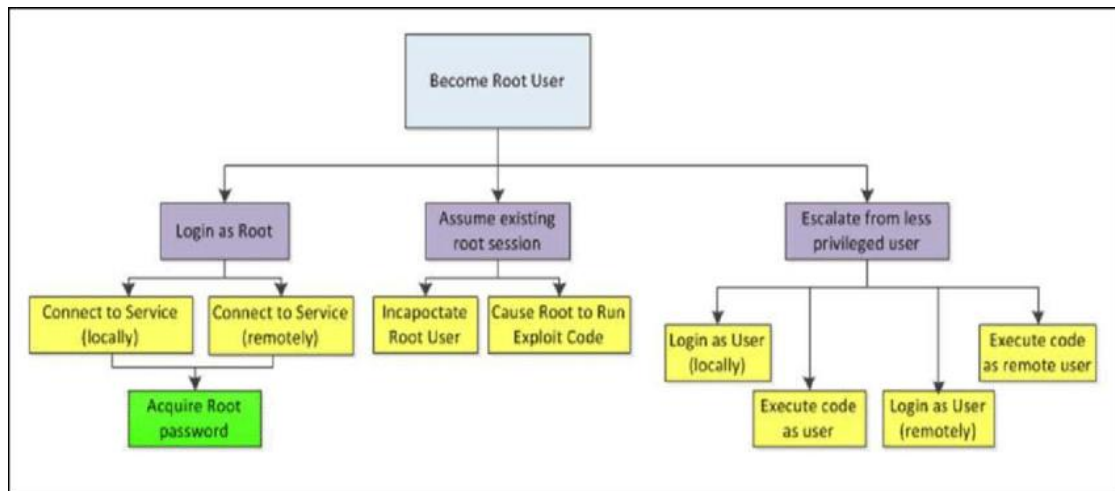 Become Root User
Login as Root
Assume existing
root session
Escalate from less
privileged user
Connect to Service
(locally)
Connect to Service
(remotely)
Incapoctate
Root User
Cause Root to Run
Exploit Code
Login as User
(locally)
Execute code
as remote user
Acquire Root
password
Execute code
as user
Login as User
(remotely)